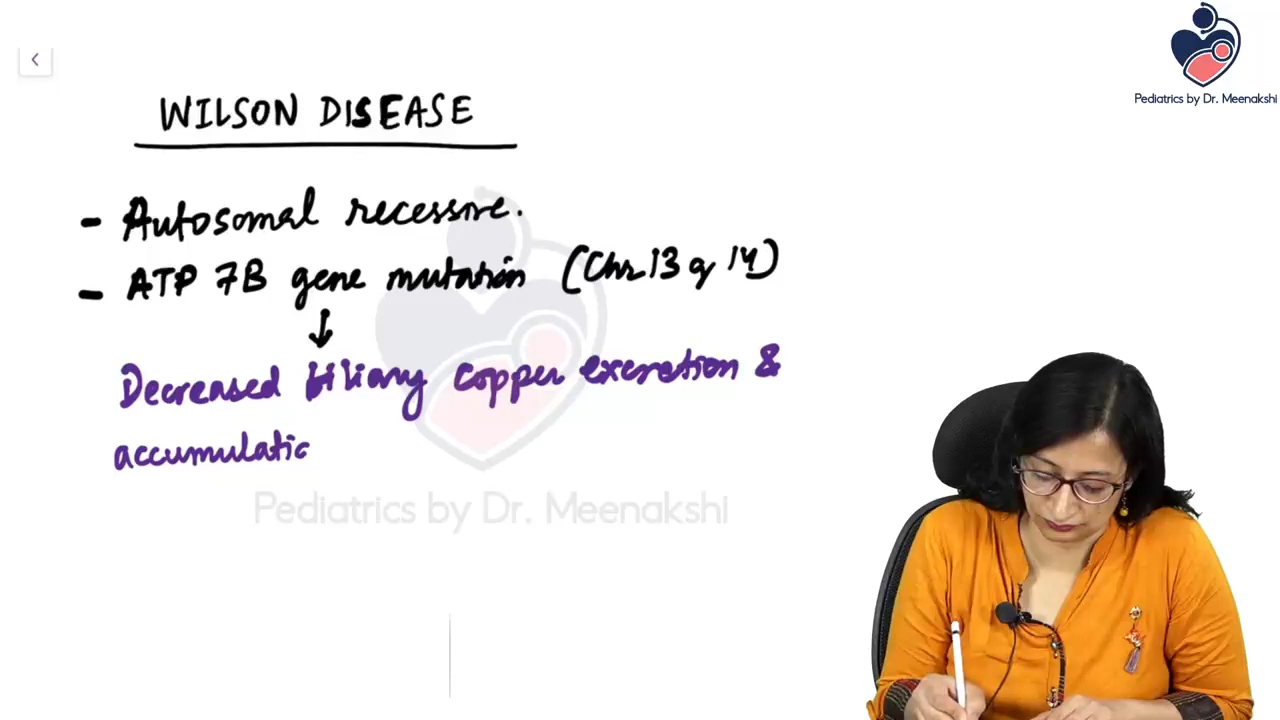 Pediatrics by Dr. Meenakshi
WILSON DISEASE
- Autosomal recessive.
- ATP 7B gene mutation (Chr 13 q 14)
↓
Decreased biliary copper excretion &
accumulatio
Pediatrics by Dr. Meenakshi